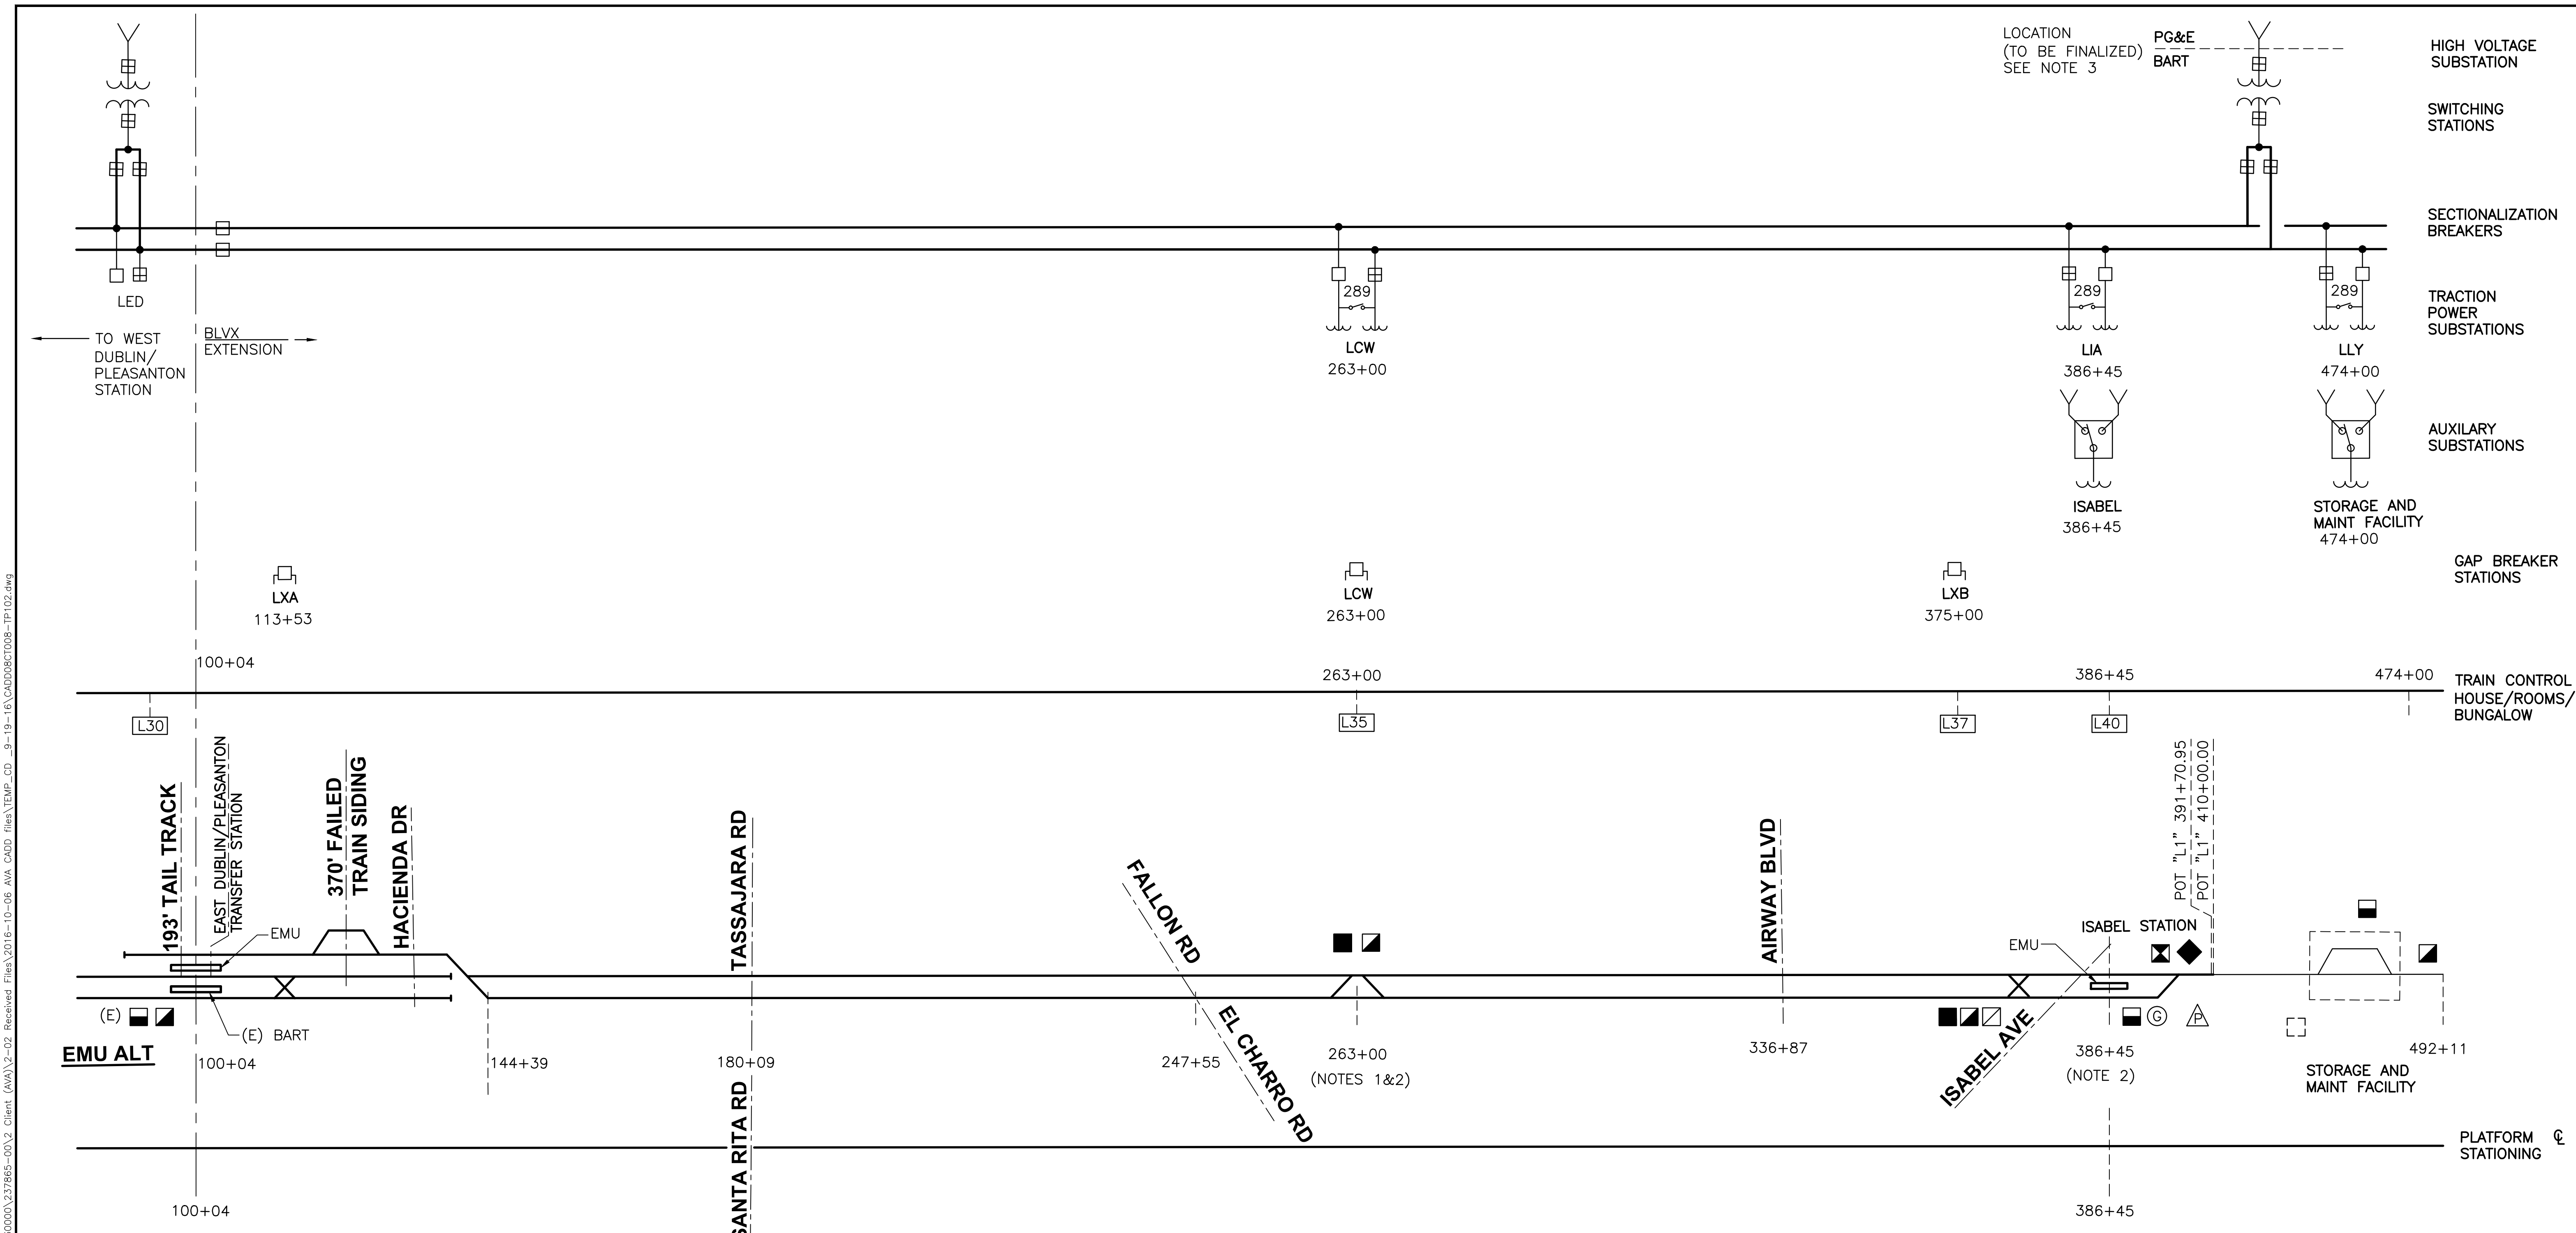 LOCATION
(TO BE FINALIZED)
SEE NOTE 3
PG&E
BART
HIGH VOLTAGE
SUBSTATION
SWITCHING
STATIONS
SECTIONALIZATION
BREAKERS
LED
289
LCW
263+00
289
LIA
386+45
289
LLY
474+00
TRACTION
POWER
SUBSTATIONS
TO WEST
DUBLIN/
PLEASANTON
STATION
BLVX
EXTENSION
AUXILARY
SUBSTATIONS
ISABEL
386+45
STORAGE AND
MAINT FACILITY
474+00
GAP BREAKER
STATIONS
LXA
113+53
LCW
263+00
LXB
375+00
100+04
263+00
386+45
474+00
TRAIN CONTROL
HOUSE/ROOMS/
BUNGALOW
L30
L35
L37
L40
193' TAIL TRACK
EAST DUBLIN/PLEASANTON
TRANSFER STATION
370' FAILED
TRAIN SIDING
HACIENDA DR
TASSAJARA RD
FALLON RD
AIRWAY BLVD
POT "L1" 391+70.95
POT "L1" 410+00.00
EMU
ISABEL STATION
EMU
(E)
(E) BART
G
P
EL CHARRO RD
ISABEL AVE
EMU ALT
100+04
144+39
180+09
247+55
263+00
(NOTES 1&2)
336+87
386+45
(NOTE 2)
492+11
STORAGE AND
MAINT FACILITY
SANTA RITA RD
PLATFORM ℄
STATIONING
100+04
386+45